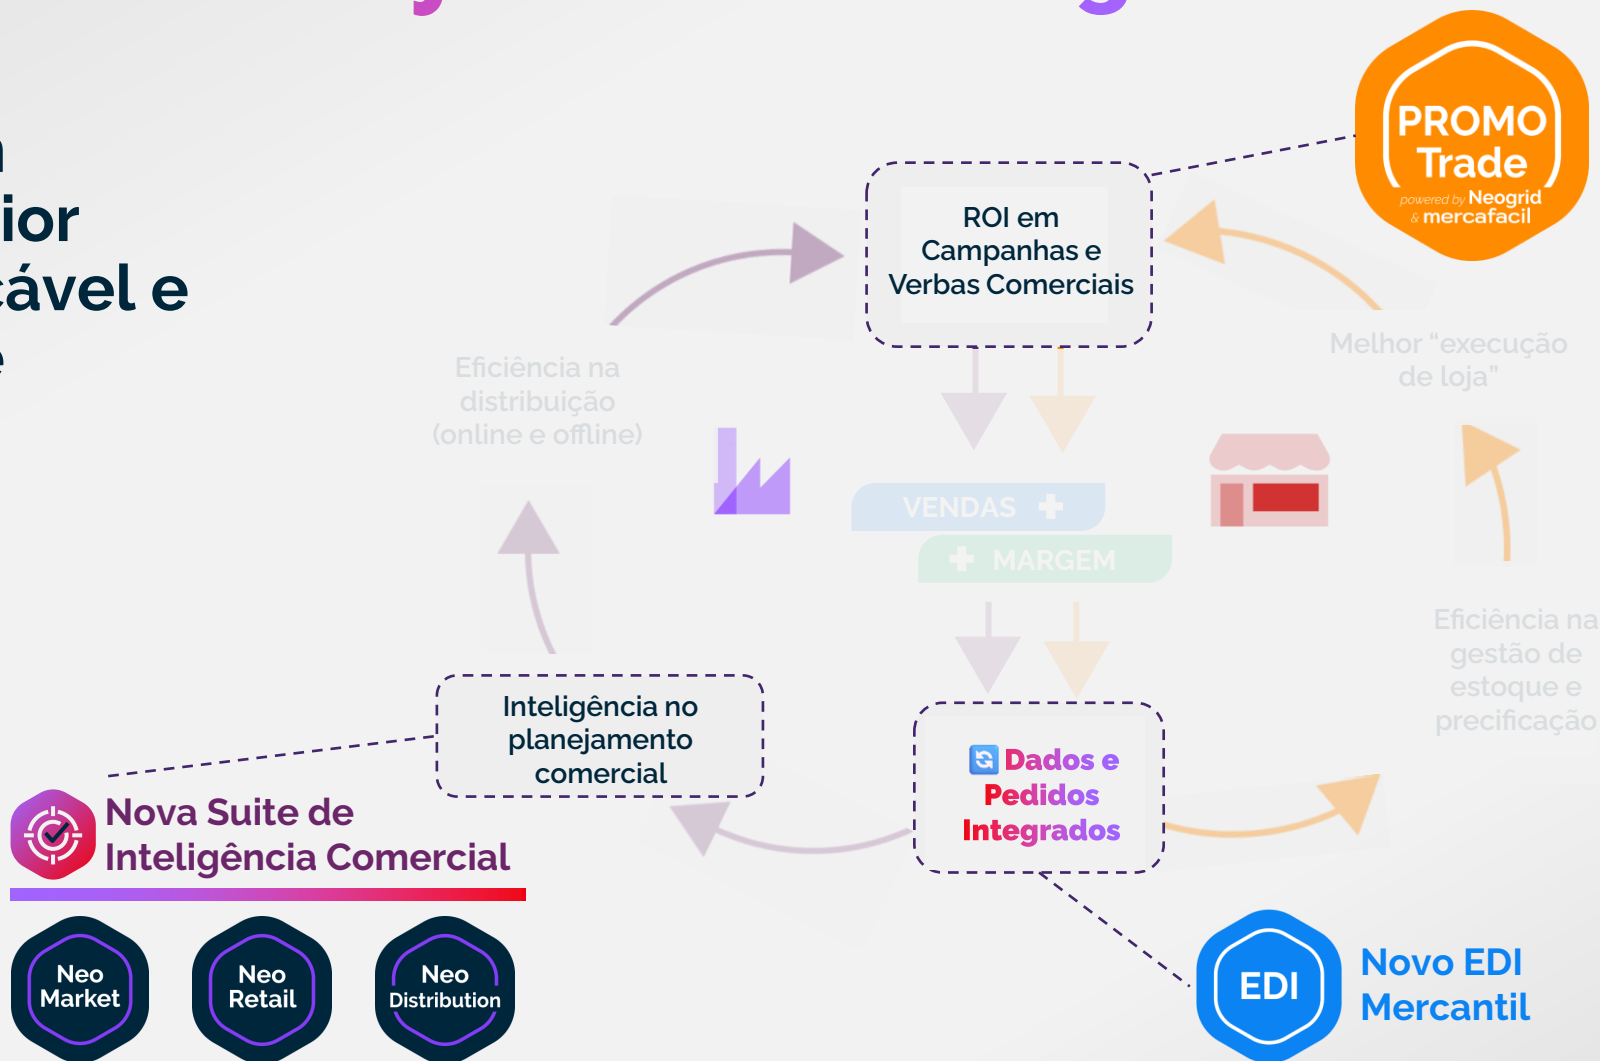 ior
cável e
PROMO
Trade
powered by Neogrid
& mercafacil
ROI em
Campanhas e
Verbas Comerciais
Melhor “execução
de loja”
Eficiência na
distribuição
(online e offline)
VENDAS
MARGEM
Eficiência na
gestão de
estoque e
precificação
Inteligência no
planejamento
comercial
Dados e
Pedidos
Integrados
Nova Suite de
Inteligência Comercial
Neo
Market
Neo
Retail
Neo
Distribution
EDI
Novo EDI
Mercantil